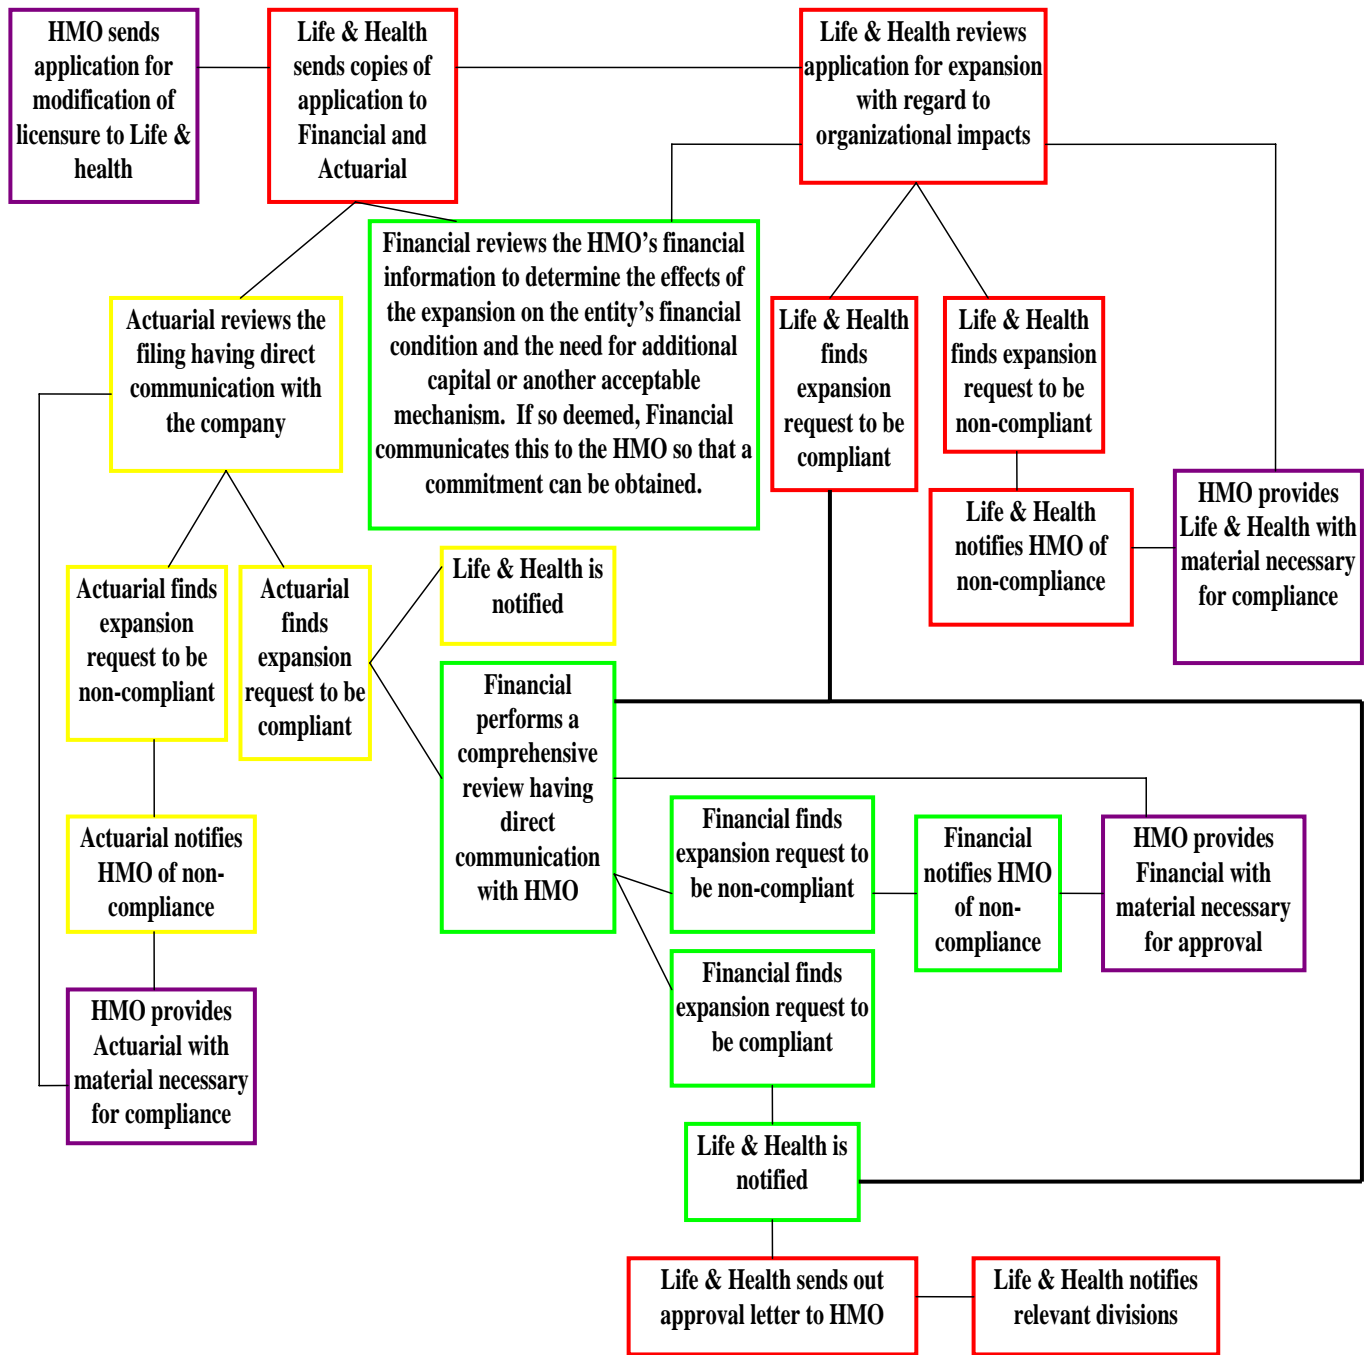 HMO sends
application for
modification of
licensure to Life &
health
Life & Health
sends copies of
application to
Financial and
Actuarial
Life & Health reviews
application for expansion
with regard to
organizational impacts
Financial reviews the HMO's financial
information to determine the effects of
the expansion on the entity's financial
condition and the need for additional
capital or another acceptable
mechanism. If so deemed, Financial
communicates this to the HMO so that a
commitment can be obtained.
Actuarial reviews the
filing having direct
communication with
the company
Life & Health
finds
expansion
request to be
compliant
Life & Health
finds expansion
request to be
non-compliant
Life & Health
notifies HMO of
non-compliance
HMO provides
Life & Health with
material necessary
for compliance
Actuarial finds
expansion
request to be
non-compliant
Actuarial
finds
expansion
request to be
compliant
Life & Health is
notified
Financial
performs a
comprehensive
review having
direct
communication
with HMO
Actuarial notifies
HMO of non-
compliance
HMO provides
Actuarial with
material necessary
for compliance
Financial finds
expansion request to
be non-compliant
Financial
notifies HMO
of non-
compliance
HMO provides
Financial with
material necessary
for approval
Financial finds
expansion request to
be compliant
Life & Health is
notified
Life & Health sends out
approval letter to HMO
Life & Health notifies
relevant divisions